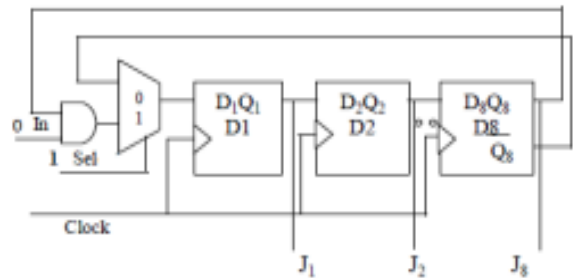 D₁Q₁ D₂Q₂ D₈Q₈
0 D1 D2 D8
1 Q₈
0 In
1 Sel
Clock
J₁ J₂ J₈